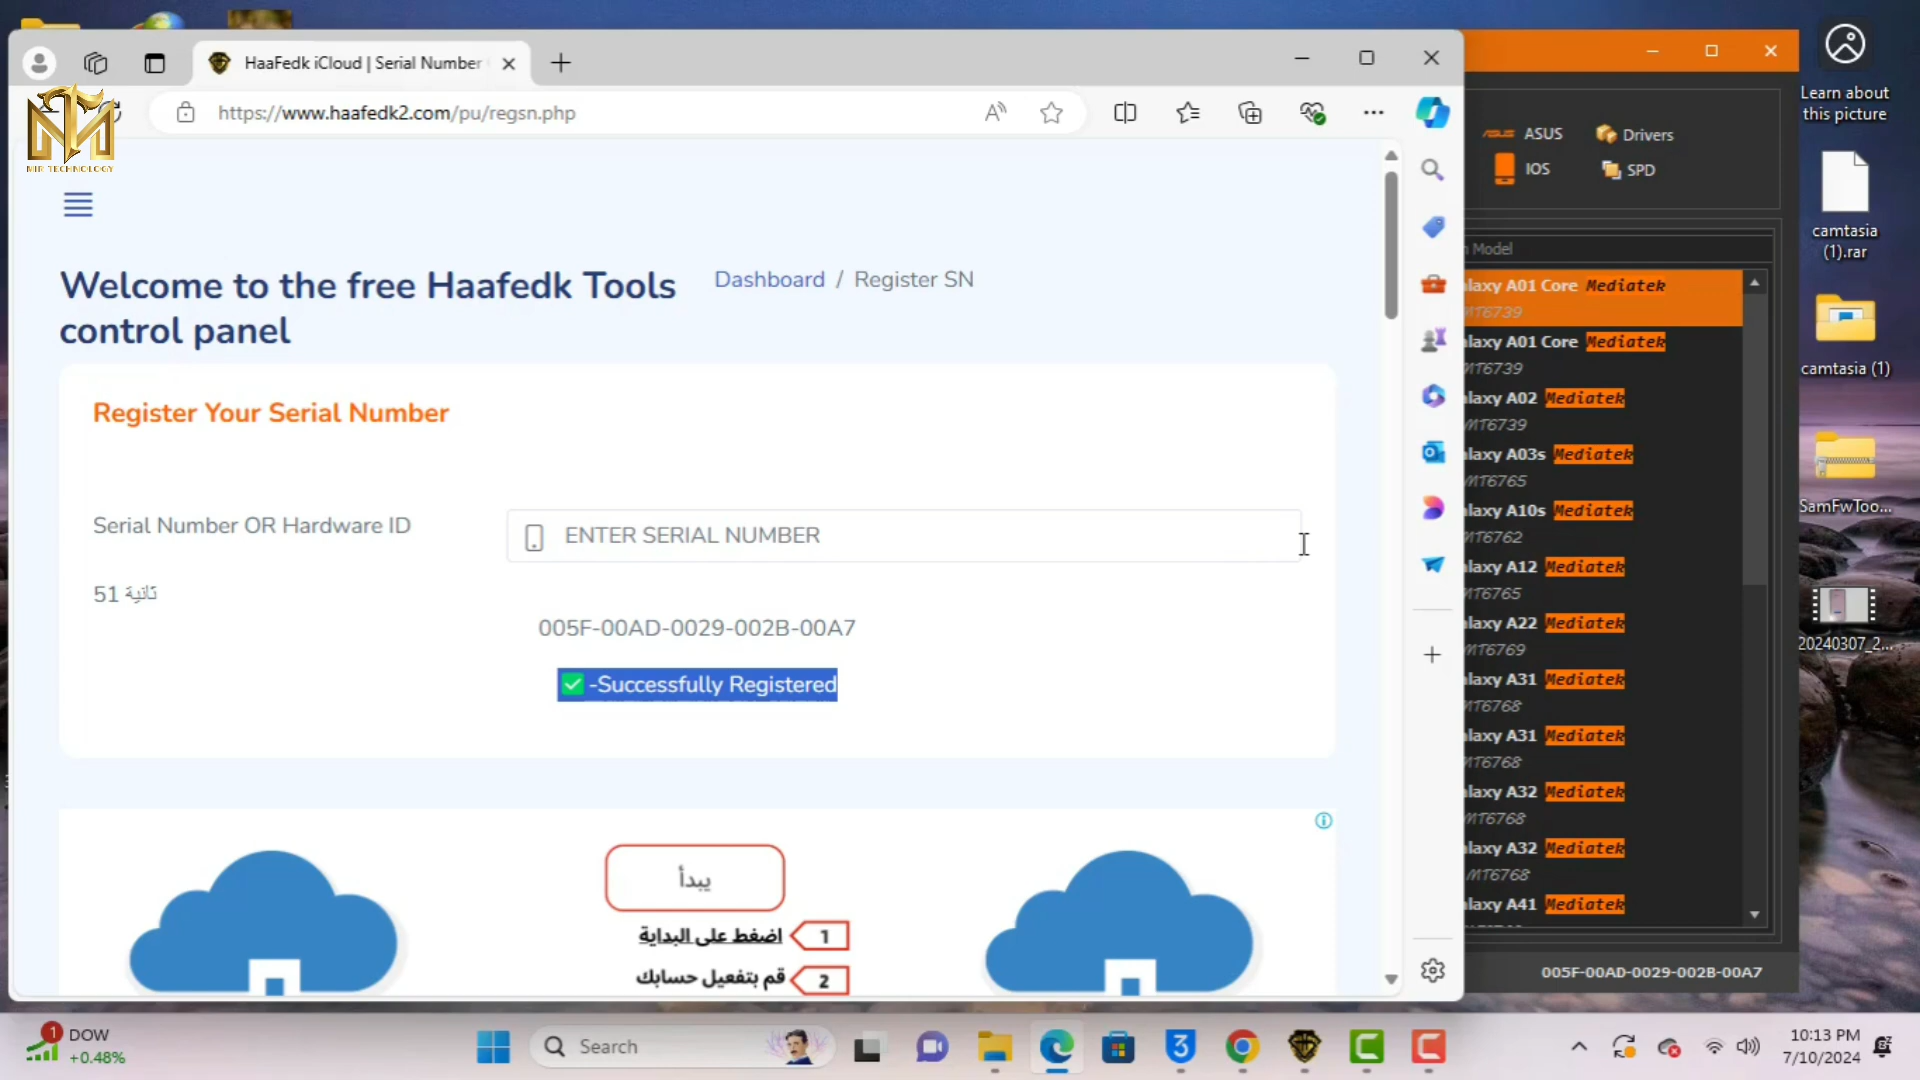 HaaFedk iCloud | Serial Number
https://www.haafedk2.com/pu/regsn.php
MIR TECHNOLOGY
Welcome to the free Haafedk Tools
control panel
Dashboard / Register SN
Register Your Serial Number
Serial Number OR Hardware ID
ENTER SERIAL NUMBER
51 ثانية
005F-00AD-0029-002B-00A7
✅ -Successfully Registered
يبدأ
اضغط على البداية 1
قم بتفعيل حسابك 2
ASUS
Drivers
IOS
SPD
Model
laxy A01 Core Mediatek
MT6739
laxy A01 Core Mediatek
MT6739
laxy A02 Mediatek
MT6739
laxy A03s Mediatek
MT6765
laxy A10s Mediatek
MT6762
laxy A12 Mediatek
MT6765
laxy A22 Mediatek
MT6769
laxy A31 Mediatek
MT6768
laxy A31 Mediatek
MT6768
laxy A32 Mediatek
MT6768
laxy A32 Mediatek
MT6768
laxy A41 Mediatek
005F-00AD-0029-002B-00A7
Learn about
this picture
camtasia
(1).rar
camtasia (1)
SamFwToo...
20240307_2...
1
DOW
+0.48%
Search
10:13 PM
7/10/2024